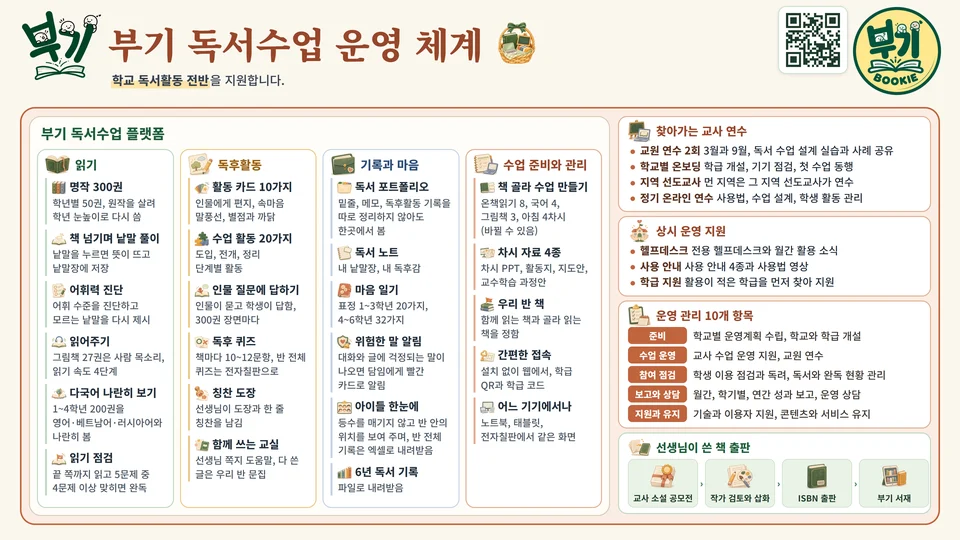 부기
부기 독서수업 운영 체계
학교 독서활동 전반을 지원합니다.
부기
BOOKIE
부기 독서수업 플랫폼
읽기
명작 300권
학년별 50권, 원작을 살려
학년 눈높이로 다시 씀
책 넘기며 낱말 풀이
낱말을 누르면 뜻이 뜨고
낱말장에 저장
어휘력 진단
어휘 수준을 진단하고
모르는 낱말을 다시 제시
읽어주기
그림책 27권은 사람 목소리,
읽기 속도 4단계
다국어 나란히 보기
1~4학년 200권을
영어·베트남어·러시아어와
나란히 봄
읽기 점검
끝 쪽까지 읽고 5문제 중
4문제 이상 맞히면 완독
독후활동
활동 카드 10가지
인물에게 편지, 속마음
말풍선, 별점과 까닭
수업 활동 20가지
도입, 전개, 정리
단계별 활동
인물 질문에 답하기
인물이 묻고 학생이 답함,
300권 장면마다
독후 퀴즈
책마다 10~12문항, 반 전체
퀴즈는 전자칠판으로
칭찬 도장
선생님이 도장과 한 줄
칭찬을 남김
함께 쓰는 교실
선생님 쪽지 도움말, 다 쓴
글은 우리 반 문집
기록과 마음
독서 포트폴리오
밑줄, 메모, 독후활동 기록을
따로 정리하지 않아도
한곳에서 봄
독서 노트
내 낱말장, 내 독후감
마음 일기
표정 1~3학년 20가지,
4~6학년 32가지
위험한 말 알림
대화와 글에 걱정되는 말이
나오면 담임에게 빨간
카드로 알림
아이들 한눈에
등수를 매기지 않고 반 안의
위치를 보여 주며, 반 전체
기록은 엑셀로 내려받음
6년 독서 기록
파일로 내려받음
수업 준비와 관리
책 골라 수업 만들기
온책읽기 8, 국어 4,
그림책 3, 아침 4차시
(바뀔 수 있음)
차시 자료 4종
차시 PPT, 활동지, 지도안,
교수학습 과정안
우리 반 책
함께 읽는 책과 골라 읽는
책을 정함
간편한 접속
설치 없이 웹에서, 학급
QR과 학급 코드
어느 기기에서나
노트북, 태블릿,
전자칠판에서 같은 화면
찾아가는 교사 연수
교원 연수 2회 3월과 9월, 독서 수업 설계 실습과 사례 공유
학교별 온보딩 학급 개설, 기기 점검, 첫 수업 동행
지역 선도교사 먼 지역은 그 지역 선도교사가 연수
정기 온라인 연수 사용법, 수업 설계, 학생 활동 관리
상시 운영 지원
헬프데스크 전용 헬프데스크와 월간 활용 소식
사용 안내 사용 안내 4종과 사용법 영상
학급 지원 활용이 적은 학급을 먼저 찾아 지원
운영 관리 10개 항목
준비 학교별 운영계획 수립, 학교와 학급 개설
수업 운영 교사 수업 운영 지원, 교원 연수
참여 점검 학생 이용 점검과 독려, 독서와 완독 현황 관리
보고와 상담 월간, 학기별, 연간 성과 보고, 운영 상담
지원과 유지 기술과 이용자 지원, 콘텐츠와 서비스 유지
선생님이 쓴 책 출판
교사 소설 공모전 › 작가 검토와 삽화 › ISBN 출판 › 부기 서재